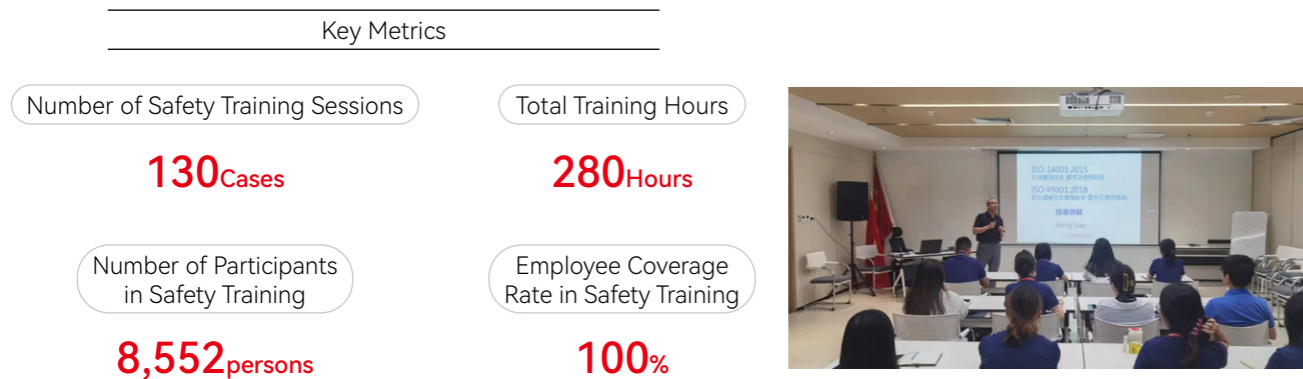 Key Metrics
Number of Safety Training Sessions
Total Training Hours
130Cases
280Hours
Number of Participants
in Safety Training
Employee Coverage
Rate in Safety Training
8,552persons
100%
ISO 14001:2015
ISO 45001:2018
Jerry Lau